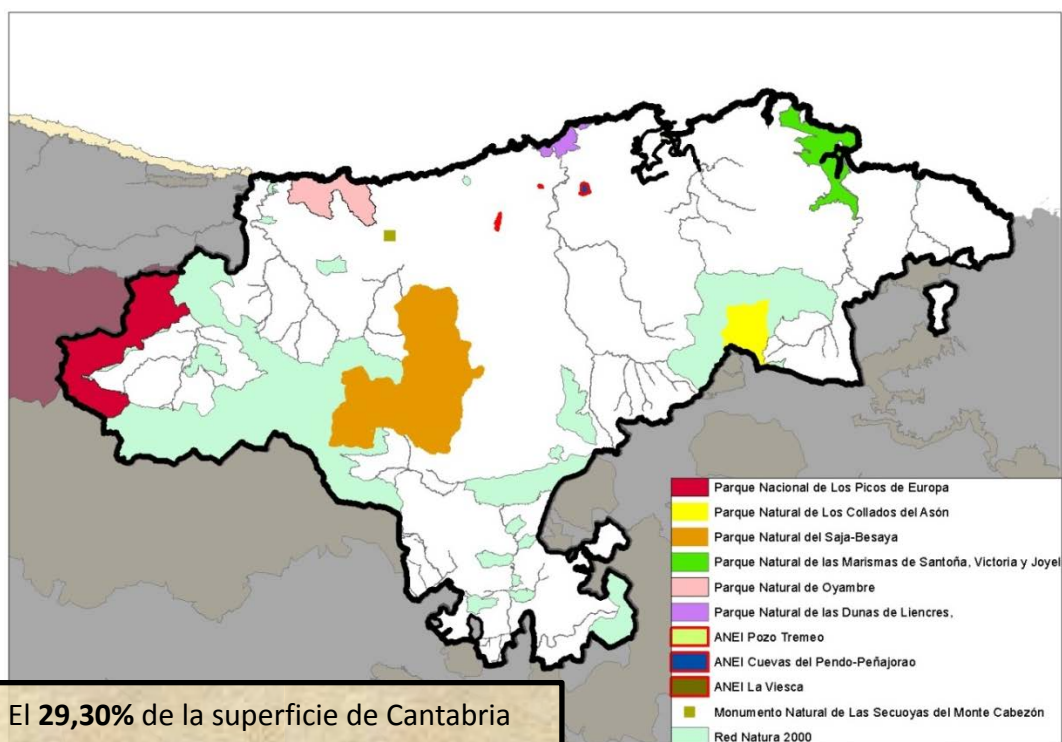 Parque Nacional de Los Picos de Europa
Parque Natural de Los Collados del Asón
Parque Natural del Saja-Besaya
Parque Natural de las Marismas de Santoña, Victoria y Joyel
Parque Natural de Oyambre
Parque Natural de las Dunas de Liencres,
ANEI Pozo Tremeo
ANEI Cuevas del Pendo-Peñajorao
ANEI La Viesca
Monumento Natural de Las Secuoyas del Monte Cabezón
Red Natura 2000
El 29,30% de la superficie de Cantabria